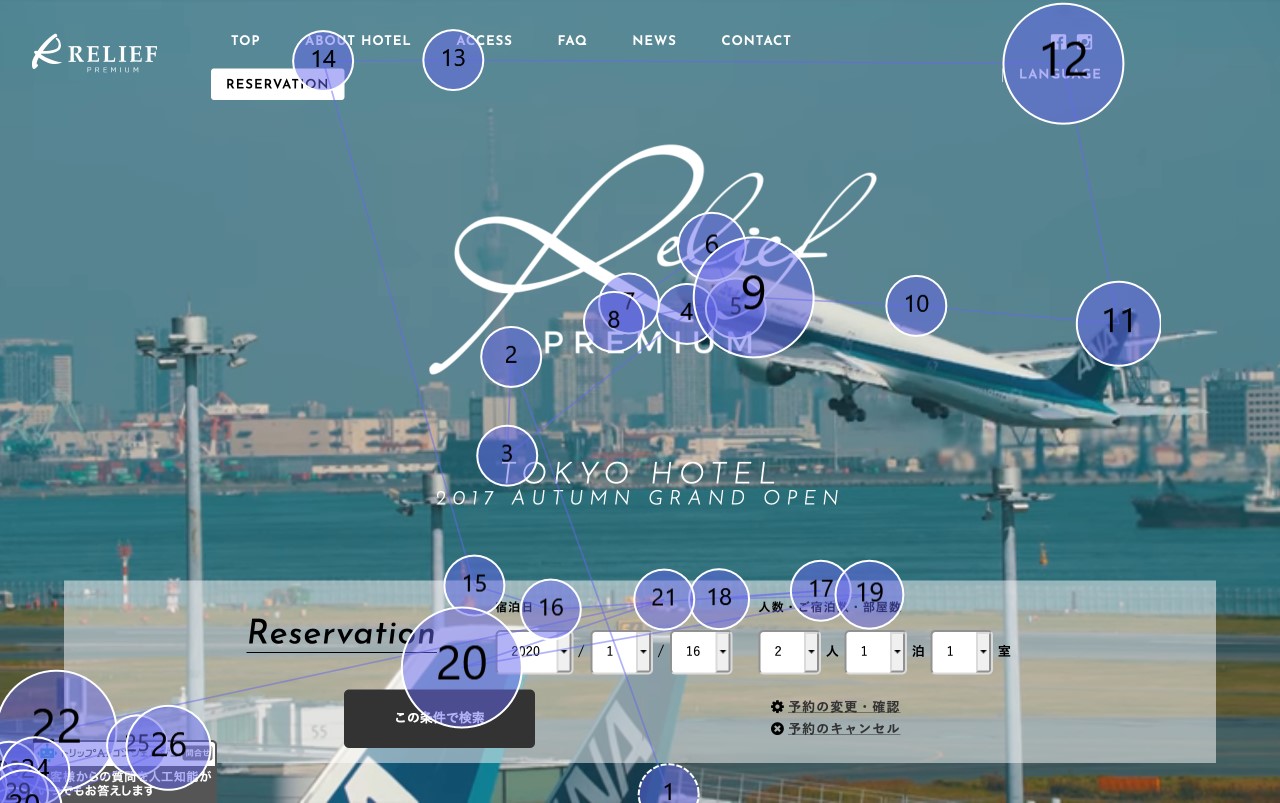 RELIEF
PREMIUM
TOP
ABOUT HOTEL
ACCESS
FAQ
NEWS
CONTACT
RESERVATION
LANGUAGE
14
13
12
Relief
PREMIUM
6
7
8
4
5
9
10
11
2
3
TOKYO HOTEL
2017 AUTUMN GRAND OPEN
15
16
21
18
17
19
宿泊日
人数・ご宿泊数・部屋数
Reservation
20
2020 / 1 / 16
2 人 1 泊 1 室
この条件で検索
予約の変更・確認
予約のキャンセル
22
25
26
24
問合せ
客様からの質問を人工知能が
でもお答えします
29
30
1